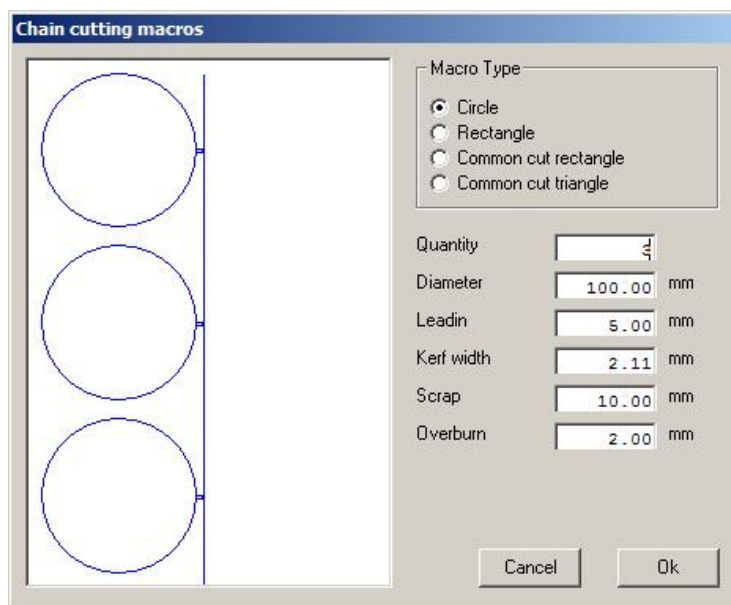 Chain cutting macros
Macro Type
Circle
Rectangle
Common cut rectangle
Common cut triangle
Quantity 3
Diameter 100.00 mm
Leadin 5.00 mm
Kerf width 2.11 mm
Scrap 10.00 mm
Overburn 2.00 mm
Cancel Ok